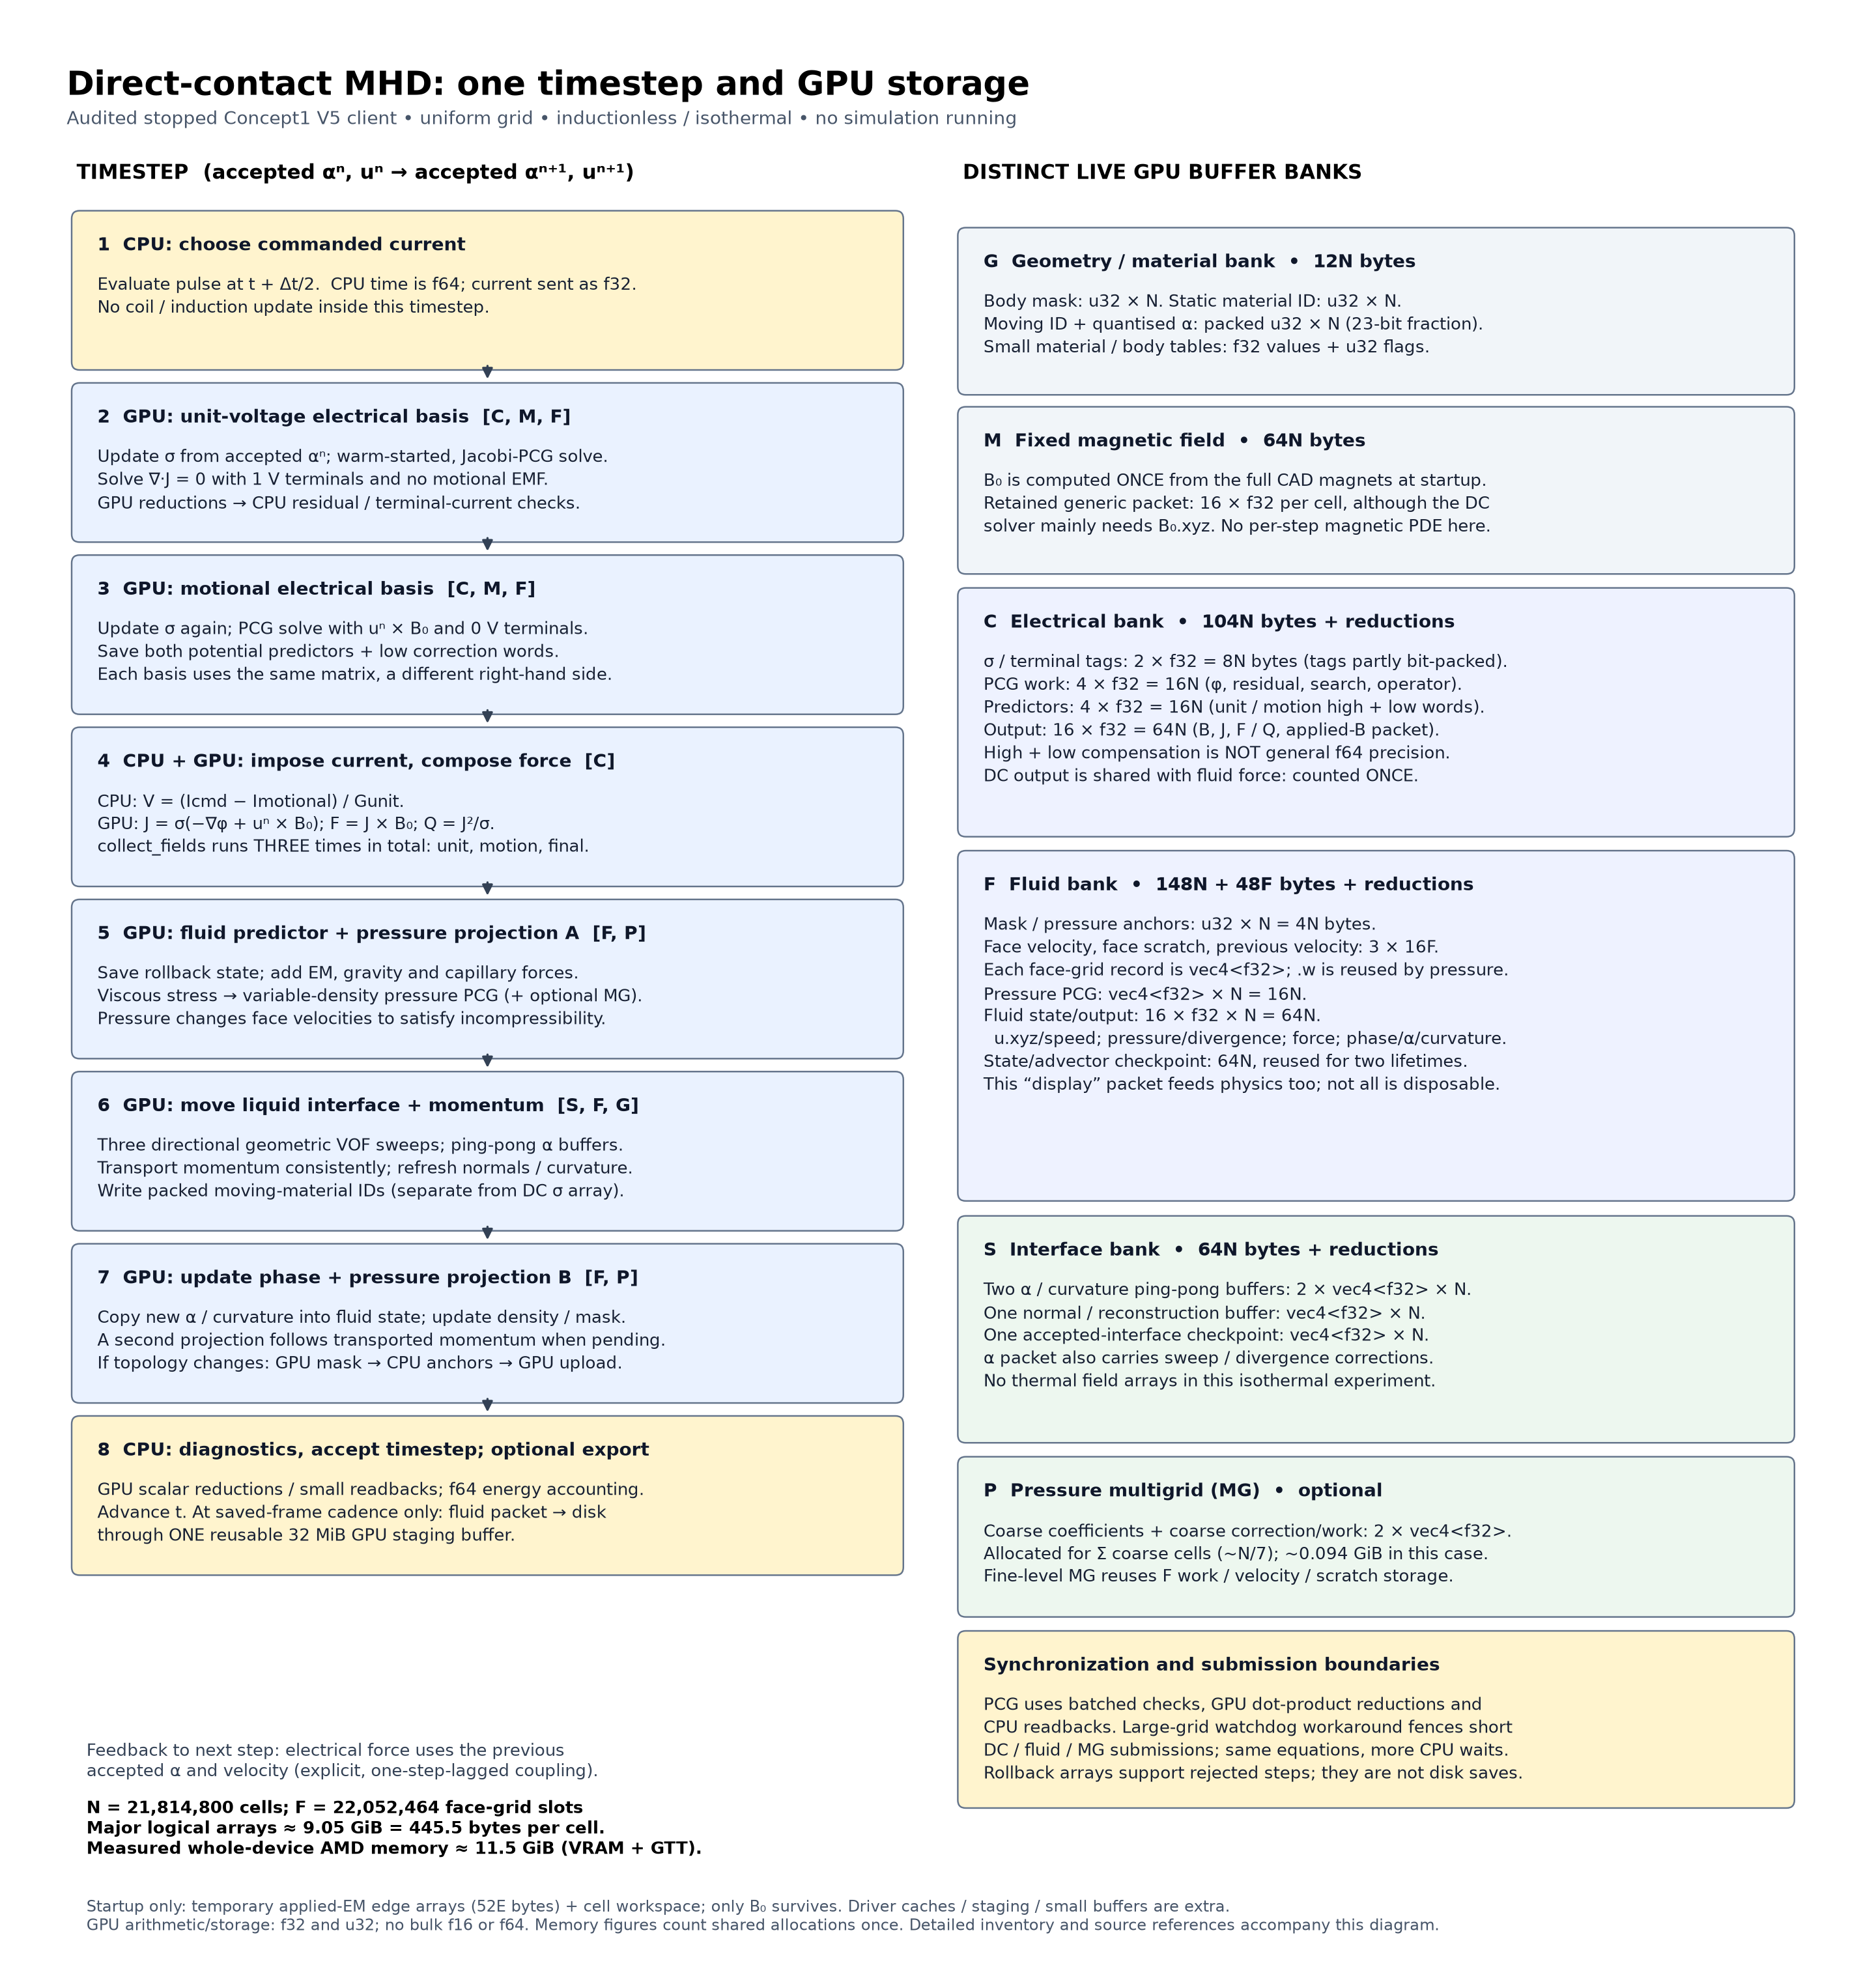 Direct-contact MHD: one timestep and GPU storage
Audited stopped Concept1 V5 client • uniform grid • inductionless / isothermal • no simulation running
TIMESTEP  (accepted αⁿ, uⁿ → accepted αⁿ⁺¹, uⁿ⁺¹)
1  CPU: choose commanded current
Evaluate pulse at t + Δt/2.  CPU time is f64; current sent as f32.
No coil / induction update inside this timestep.
2  GPU: unit-voltage electrical basis  [C, M, F]
Update σ from accepted αⁿ; warm-started, Jacobi-PCG solve.
Solve ∇·J = 0 with 1 V terminals and no motional EMF.
GPU reductions → CPU residual / terminal-current checks.
3  GPU: motional electrical basis  [C, M, F]
Update σ again; PCG solve with uⁿ × B₀ and 0 V terminals.
Save both potential predictors + low correction words.
Each basis uses the same matrix, a different right-hand side.
4  CPU + GPU: impose current, compose force  [C]
CPU: V = (Icmd − Imotional) / Gunit.
GPU: J = σ(−∇φ + uⁿ × B₀); F = J × B₀; Q = J²/σ.
collect_fields runs THREE times in total: unit, motion, final.
5  GPU: fluid predictor + pressure projection A  [F, P]
Save rollback state; add EM, gravity and capillary forces.
Viscous stress → variable-density pressure PCG (+ optional MG).
Pressure changes face velocities to satisfy incompressibility.
6  GPU: move liquid interface + momentum  [S, F, G]
Three directional geometric VOF sweeps; ping-pong α buffers.
Transport momentum consistently; refresh normals / curvature.
Write packed moving-material IDs (separate from DC σ array).
7  GPU: update phase + pressure projection B  [F, P]
Copy new α / curvature into fluid state; update density / mask.
A second projection follows transported momentum when pending.
If topology changes: GPU mask → CPU anchors → GPU upload.
8  CPU: diagnostics, accept timestep; optional export
GPU scalar reductions / small readbacks; f64 energy accounting.
Advance t. At saved-frame cadence only: fluid packet → disk
through ONE reusable 32 MiB GPU staging buffer.
Feedback to next step: electrical force uses the previous
accepted α and velocity (explicit, one-step-lagged coupling).
N = 21,814,800 cells; F = 22,052,464 face-grid slots
Major logical arrays ≈ 9.05 GiB = 445.5 bytes per cell.
Measured whole-device AMD memory ≈ 11.5 GiB (VRAM + GTT).
DISTINCT LIVE GPU BUFFER BANKS
G  Geometry / material bank  •  12N bytes
Body mask: u32 × N. Static material ID: u32 × N.
Moving ID + quantised α: packed u32 × N (23-bit fraction).
Small material / body tables: f32 values + u32 flags.
M  Fixed magnetic field  •  64N bytes
B₀ is computed ONCE from the full CAD magnets at startup.
Retained generic packet: 16 × f32 per cell, although the DC
solver mainly needs B₀.xyz. No per-step magnetic PDE here.
C  Electrical bank  •  104N bytes + reductions
σ / terminal tags: 2 × f32 = 8N bytes (tags partly bit-packed).
PCG work: 4 × f32 = 16N (φ, residual, search, operator).
Predictors: 4 × f32 = 16N (unit / motion high + low words).
Output: 16 × f32 = 64N (B, J, F / Q, applied-B packet).
High + low compensation is NOT general f64 precision.
DC output is shared with fluid force: counted ONCE.
F  Fluid bank  •  148N + 48F bytes + reductions
Mask / pressure anchors: u32 × N = 4N bytes.
Face velocity, face scratch, previous velocity: 3 × 16F.
Each face-grid record is vec4<f32>; .w is reused by pressure.
Pressure PCG: vec4<f32> × N = 16N.
Fluid state/output: 16 × f32 × N = 64N.
u.xyz/speed; pressure/divergence; force; phase/α/curvature.
State/advector checkpoint: 64N, reused for two lifetimes.
This “display” packet feeds physics too; not all is disposable.
S  Interface bank  •  64N bytes + reductions
Two α / curvature ping-pong buffers: 2 × vec4<f32> × N.
One normal / reconstruction buffer: vec4<f32> × N.
One accepted-interface checkpoint: vec4<f32> × N.
α packet also carries sweep / divergence corrections.
No thermal field arrays in this isothermal experiment.
P  Pressure multigrid (MG)  •  optional
Coarse coefficients + coarse correction/work: 2 × vec4<f32>.
Allocated for Σ coarse cells (~N/7); ~0.094 GiB in this case.
Fine-level MG reuses F work / velocity / scratch storage.
Synchronization and submission boundaries
PCG uses batched checks, GPU dot-product reductions and
CPU readbacks. Large-grid watchdog workaround fences short
DC / fluid / MG submissions; same equations, more CPU waits.
Rollback arrays support rejected steps; they are not disk saves.
Startup only: temporary applied-EM edge arrays (52E bytes) + cell workspace; only B₀ survives. Driver caches / staging / small buffers are extra.
GPU arithmetic/storage: f32 and u32; no bulk f16 or f64. Memory figures count shared allocations once. Detailed inventory and source references accompany this diagram.